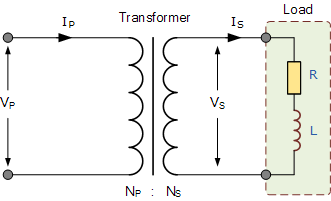 Load
Transformer
IP
IS
R
VP
VS
L
NP : NS